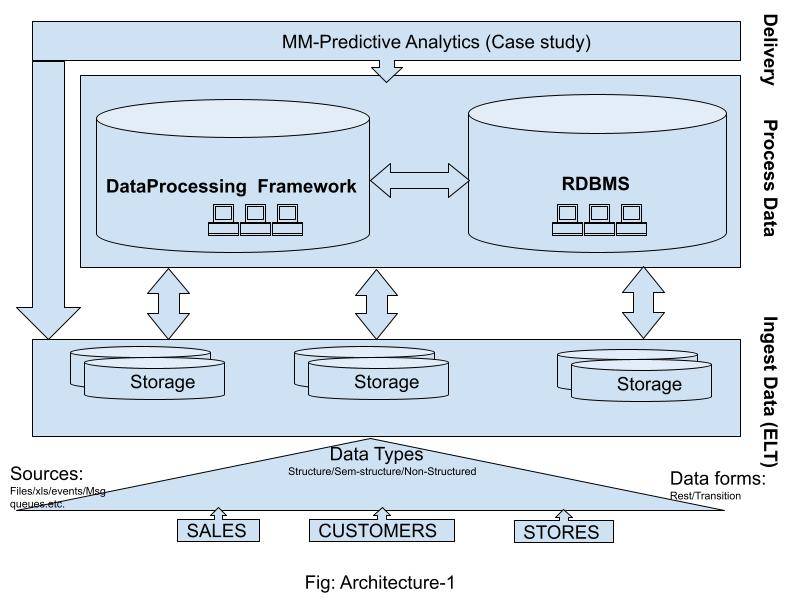 MM-Predictive Analytics (Case study)
Delivery
Process Data
DataProcessing Framework
RDBMS
Ingest Data (ELT)
Storage
Storage
Storage
Data Types
Structure/Sem-structure/Non-Structured
Sources:
Files/xls/events/Msg
queues.etc.
Data forms:
Rest/Transition
SALES
CUSTOMERS
STORES
Fig: Architecture-1